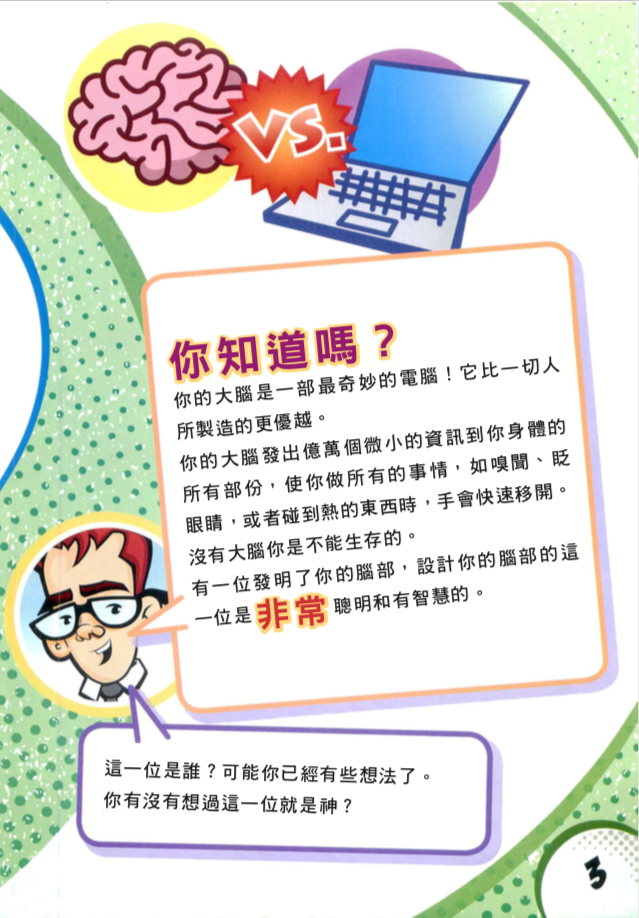 VS.
你知道嗎？
你的大腦是一部最奇妙的電腦！它比一切人
所製造的更優越。
你的大腦發出億萬個微小的資訊到你身體的
所有部份，使你做所有的事情，如嗅聞、眨
眼睛，或者碰到熱的東西時，手會快速移開。
沒有大腦你是不能生存的。
有一位發明了你的腦部，設計你的腦部的這
一位是非常聰明和有智慧的。
這一位是誰？可能你已經有些想法了。
你有沒有想過這一位就是神？
3